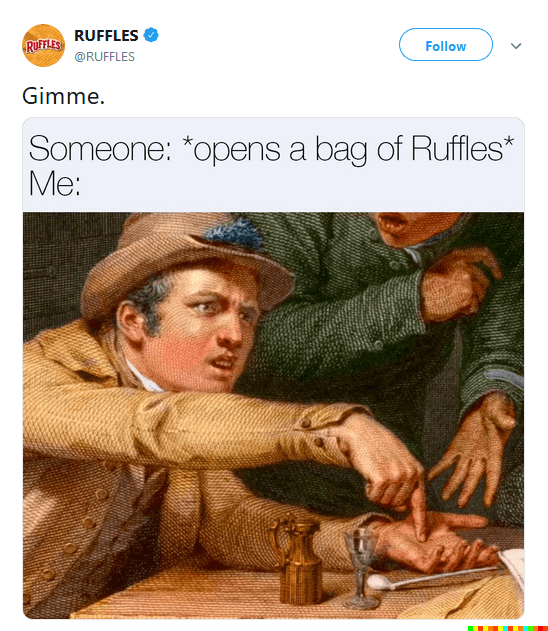 RUFFLES
RUFFLES
@RUFFLES
Follow
Gimme.
Someone: *opens a bag of Ruffles*
Me: